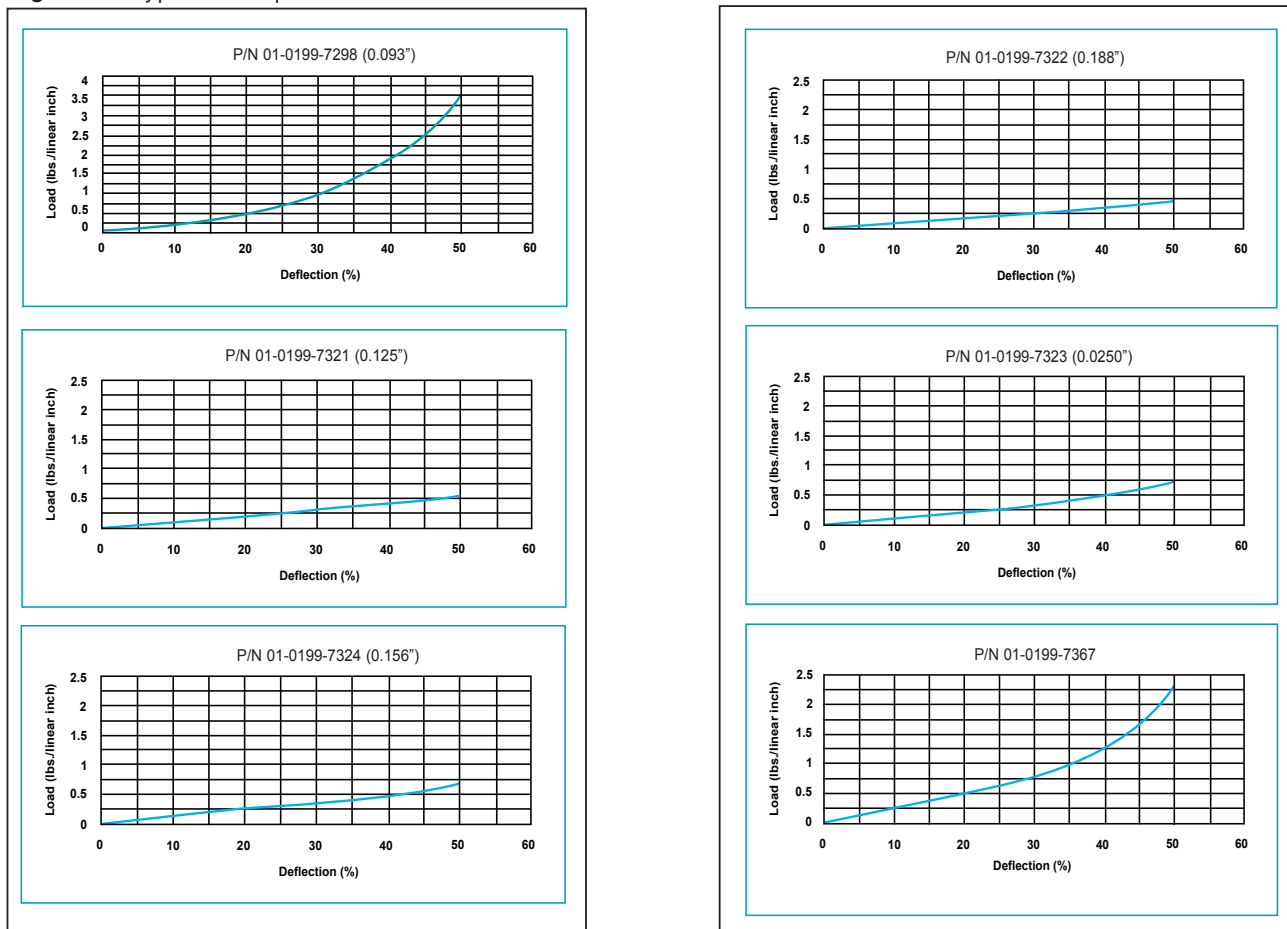 P/N 01-0199-7298 (0.093”)
Load (lbs./linear inch)
4
3.5
3
2.5
2
1.5
1
0.5
0
0 10 20 30 40 50 60
Deflection (%)
P/N 01-0199-7321 (0.125”)
Load (lbs./linear inch)
2.5
2
1.5
1
0.5
0
0 10 20 30 40 50 60
Deflection (%)
P/N 01-0199-7324 (0.156”)
Load (lbs./linear inch)
2.5
2
1.5
1
0.5
0
0 10 20 30 40 50 60
Deflection (%)
P/N 01-0199-7322 (0.188”)
Load (lbs./linear inch)
2.5
2
1.5
1
0.5
0
0 10 20 30 40 50 60
Deflection (%)
P/N 01-0199-7323 (0.0250”)
Load (lbs./linear inch)
2.5
2
1.5
1
0.5
0
0 10 20 30 40 50 60
Deflection (%)
P/N 01-0199-7367
Load (lbs./linear inch)
2.5
2
1.5
1
0.5
0
0 10 20 30 40 50 60
Deflection (%)